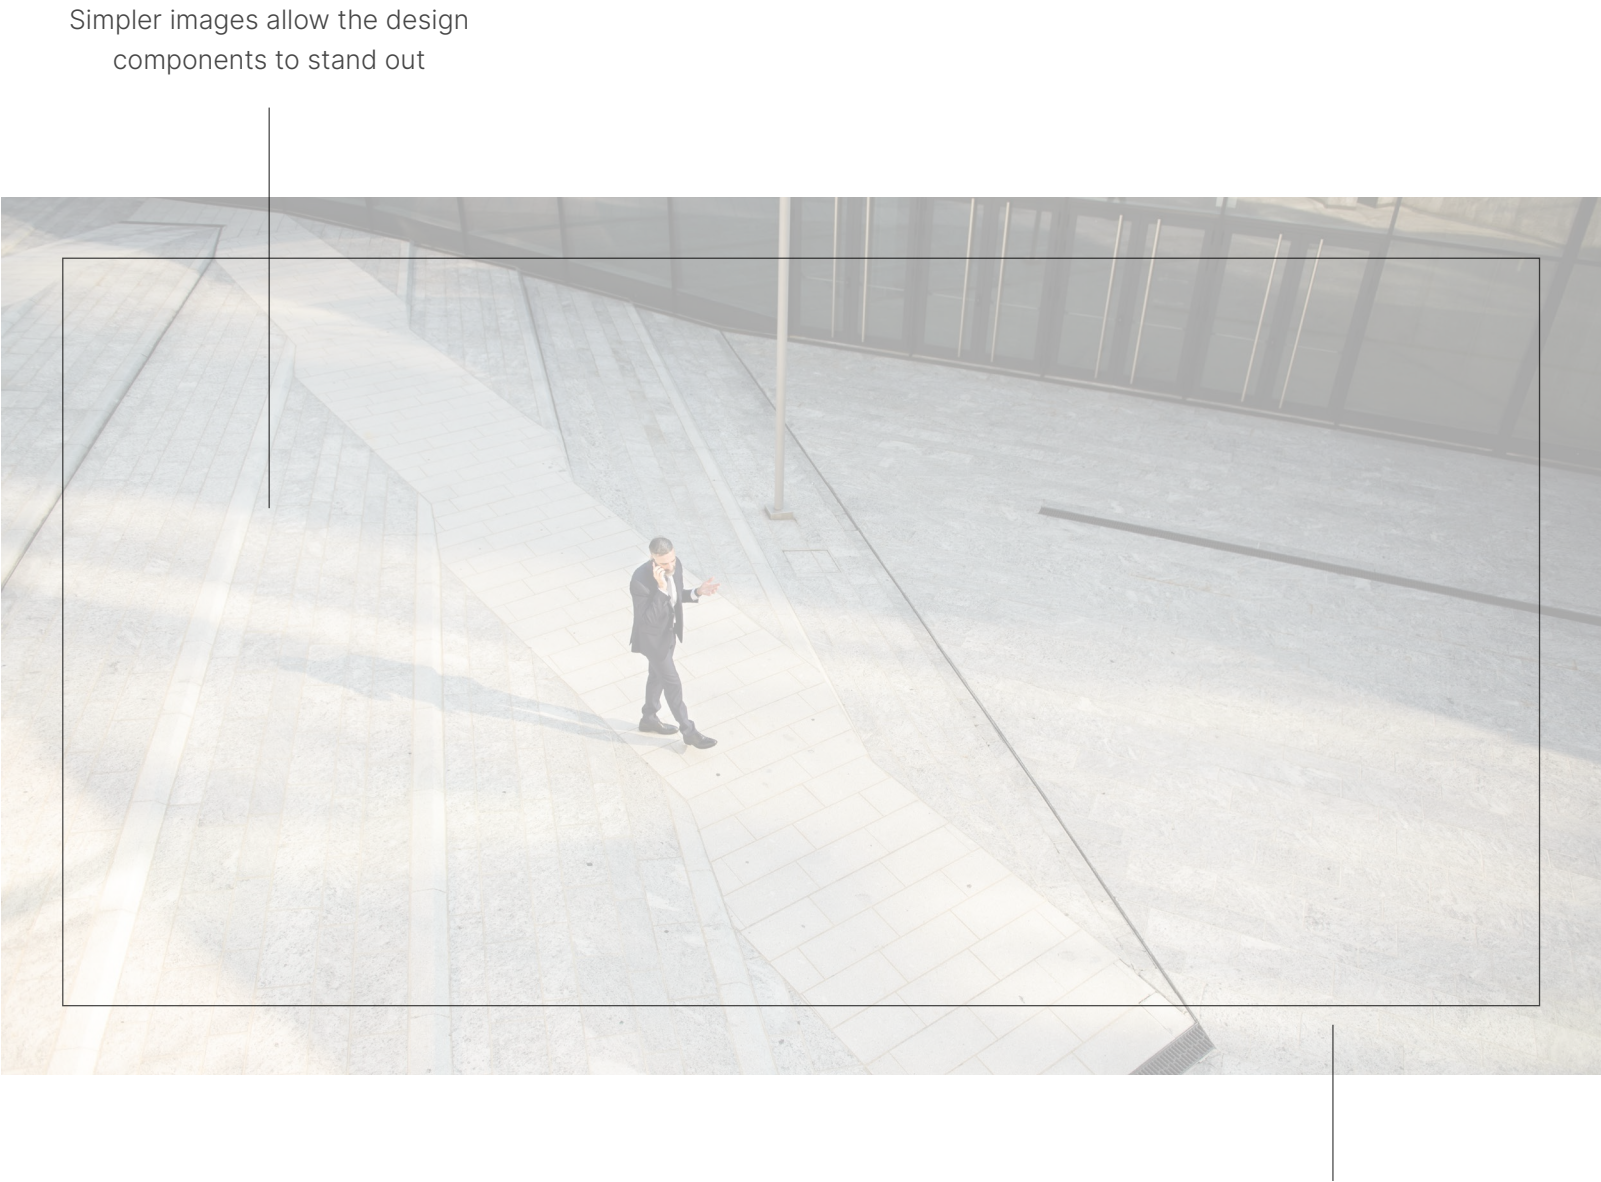 Simpler images allow the design
components to stand out